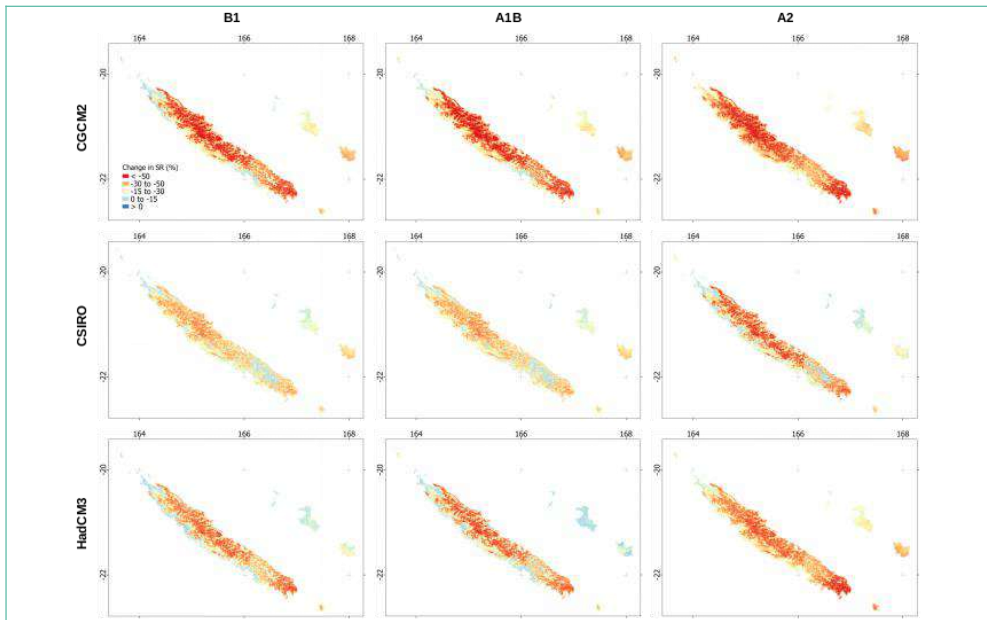 B1 A1B A2
164 166 168 164 166 168 164 166 168
CGCM2
-20 -20 -20
-22 -22 -22
Change in SR (%)
< -50
-30 to -50
-15 to -30
0 to -15
> 0
164 166 168 164 166 168 164 166 168
CSIRO
-20 -20 -20
-22 -22 -22
164 166 168 164 166 168 164 166 168
HadCM3
-20 -20 -20
-22 -22 -22